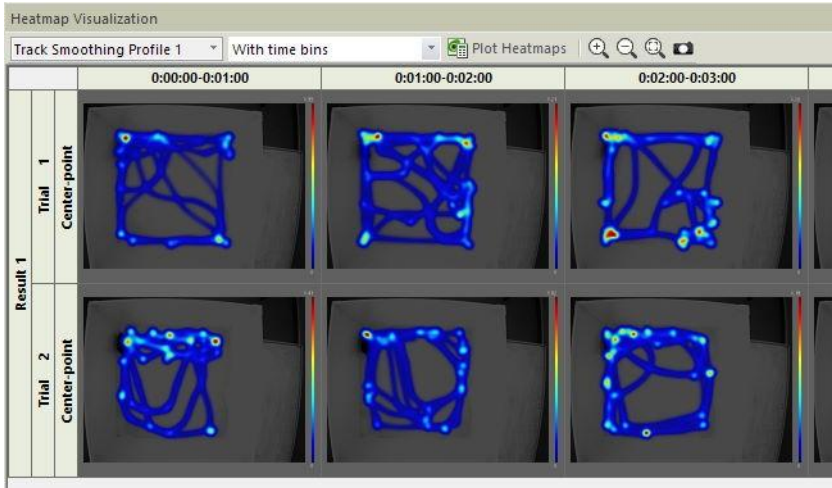 Heatmap Visualization
Track Smoothing Profile 1
With time bins
Plot Heatmaps
0:00:00-0:01:00
0:01:00-0:02:00
0:02:00-0:03:00
Result 1
Trial 1
Center-point
Trial 2
Center-point